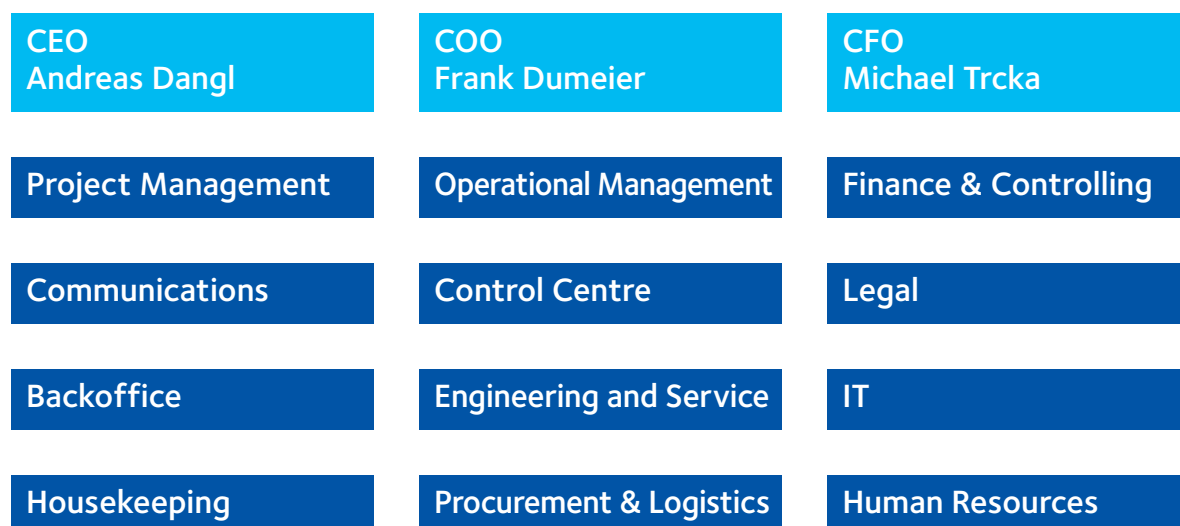 CEO
Andreas Dangl
COO
Frank Dumeier
CFO
Michael Trcka
Project Management
Operational Management
Finance & Controlling
Communications
Control Centre
Legal
Backoffice
Engineering and Service
IT
Housekeeping
Procurement & Logistics
Human Resources